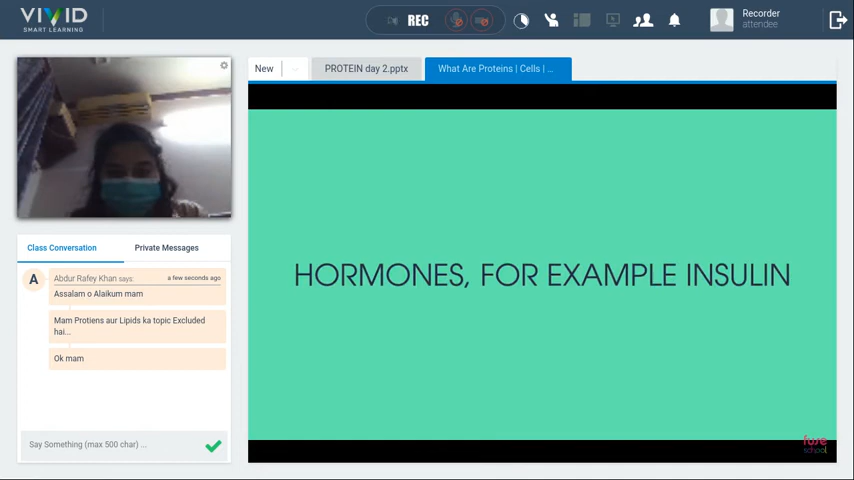 VIVID
SMART LEARNING
REC
Recorder
attendee
New
PROTEIN day 2.pptx
What Are Proteins | Cells | ...
HORMONES, FOR EXAMPLE INSULIN
fuse
school
Class Conversation
Private Messages
A
Abdur Rafey Khan says:
a few seconds ago
Assalam o Alaikum mam
Mam Protiens aur Lipids ka topic Excluded
hai...
Ok mam
Say Something (max 500 char) ...